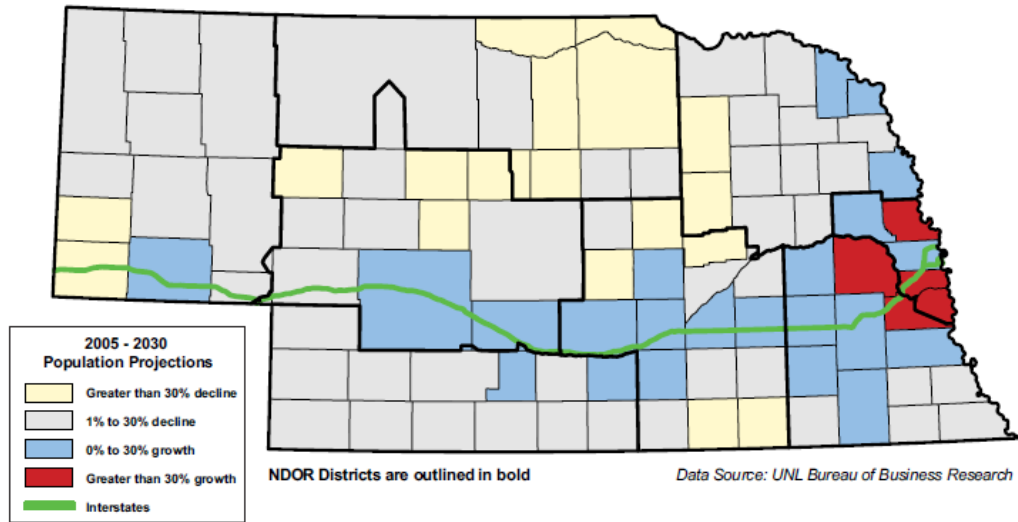 2005 - 2030
Population Projections
Greater than 30% decline
1% to 30% decline
0% to 30% growth
Greater than 30% growth
Interstates
NDOR Districts are outlined in bold
Data Source: UNL Bureau of Business Research